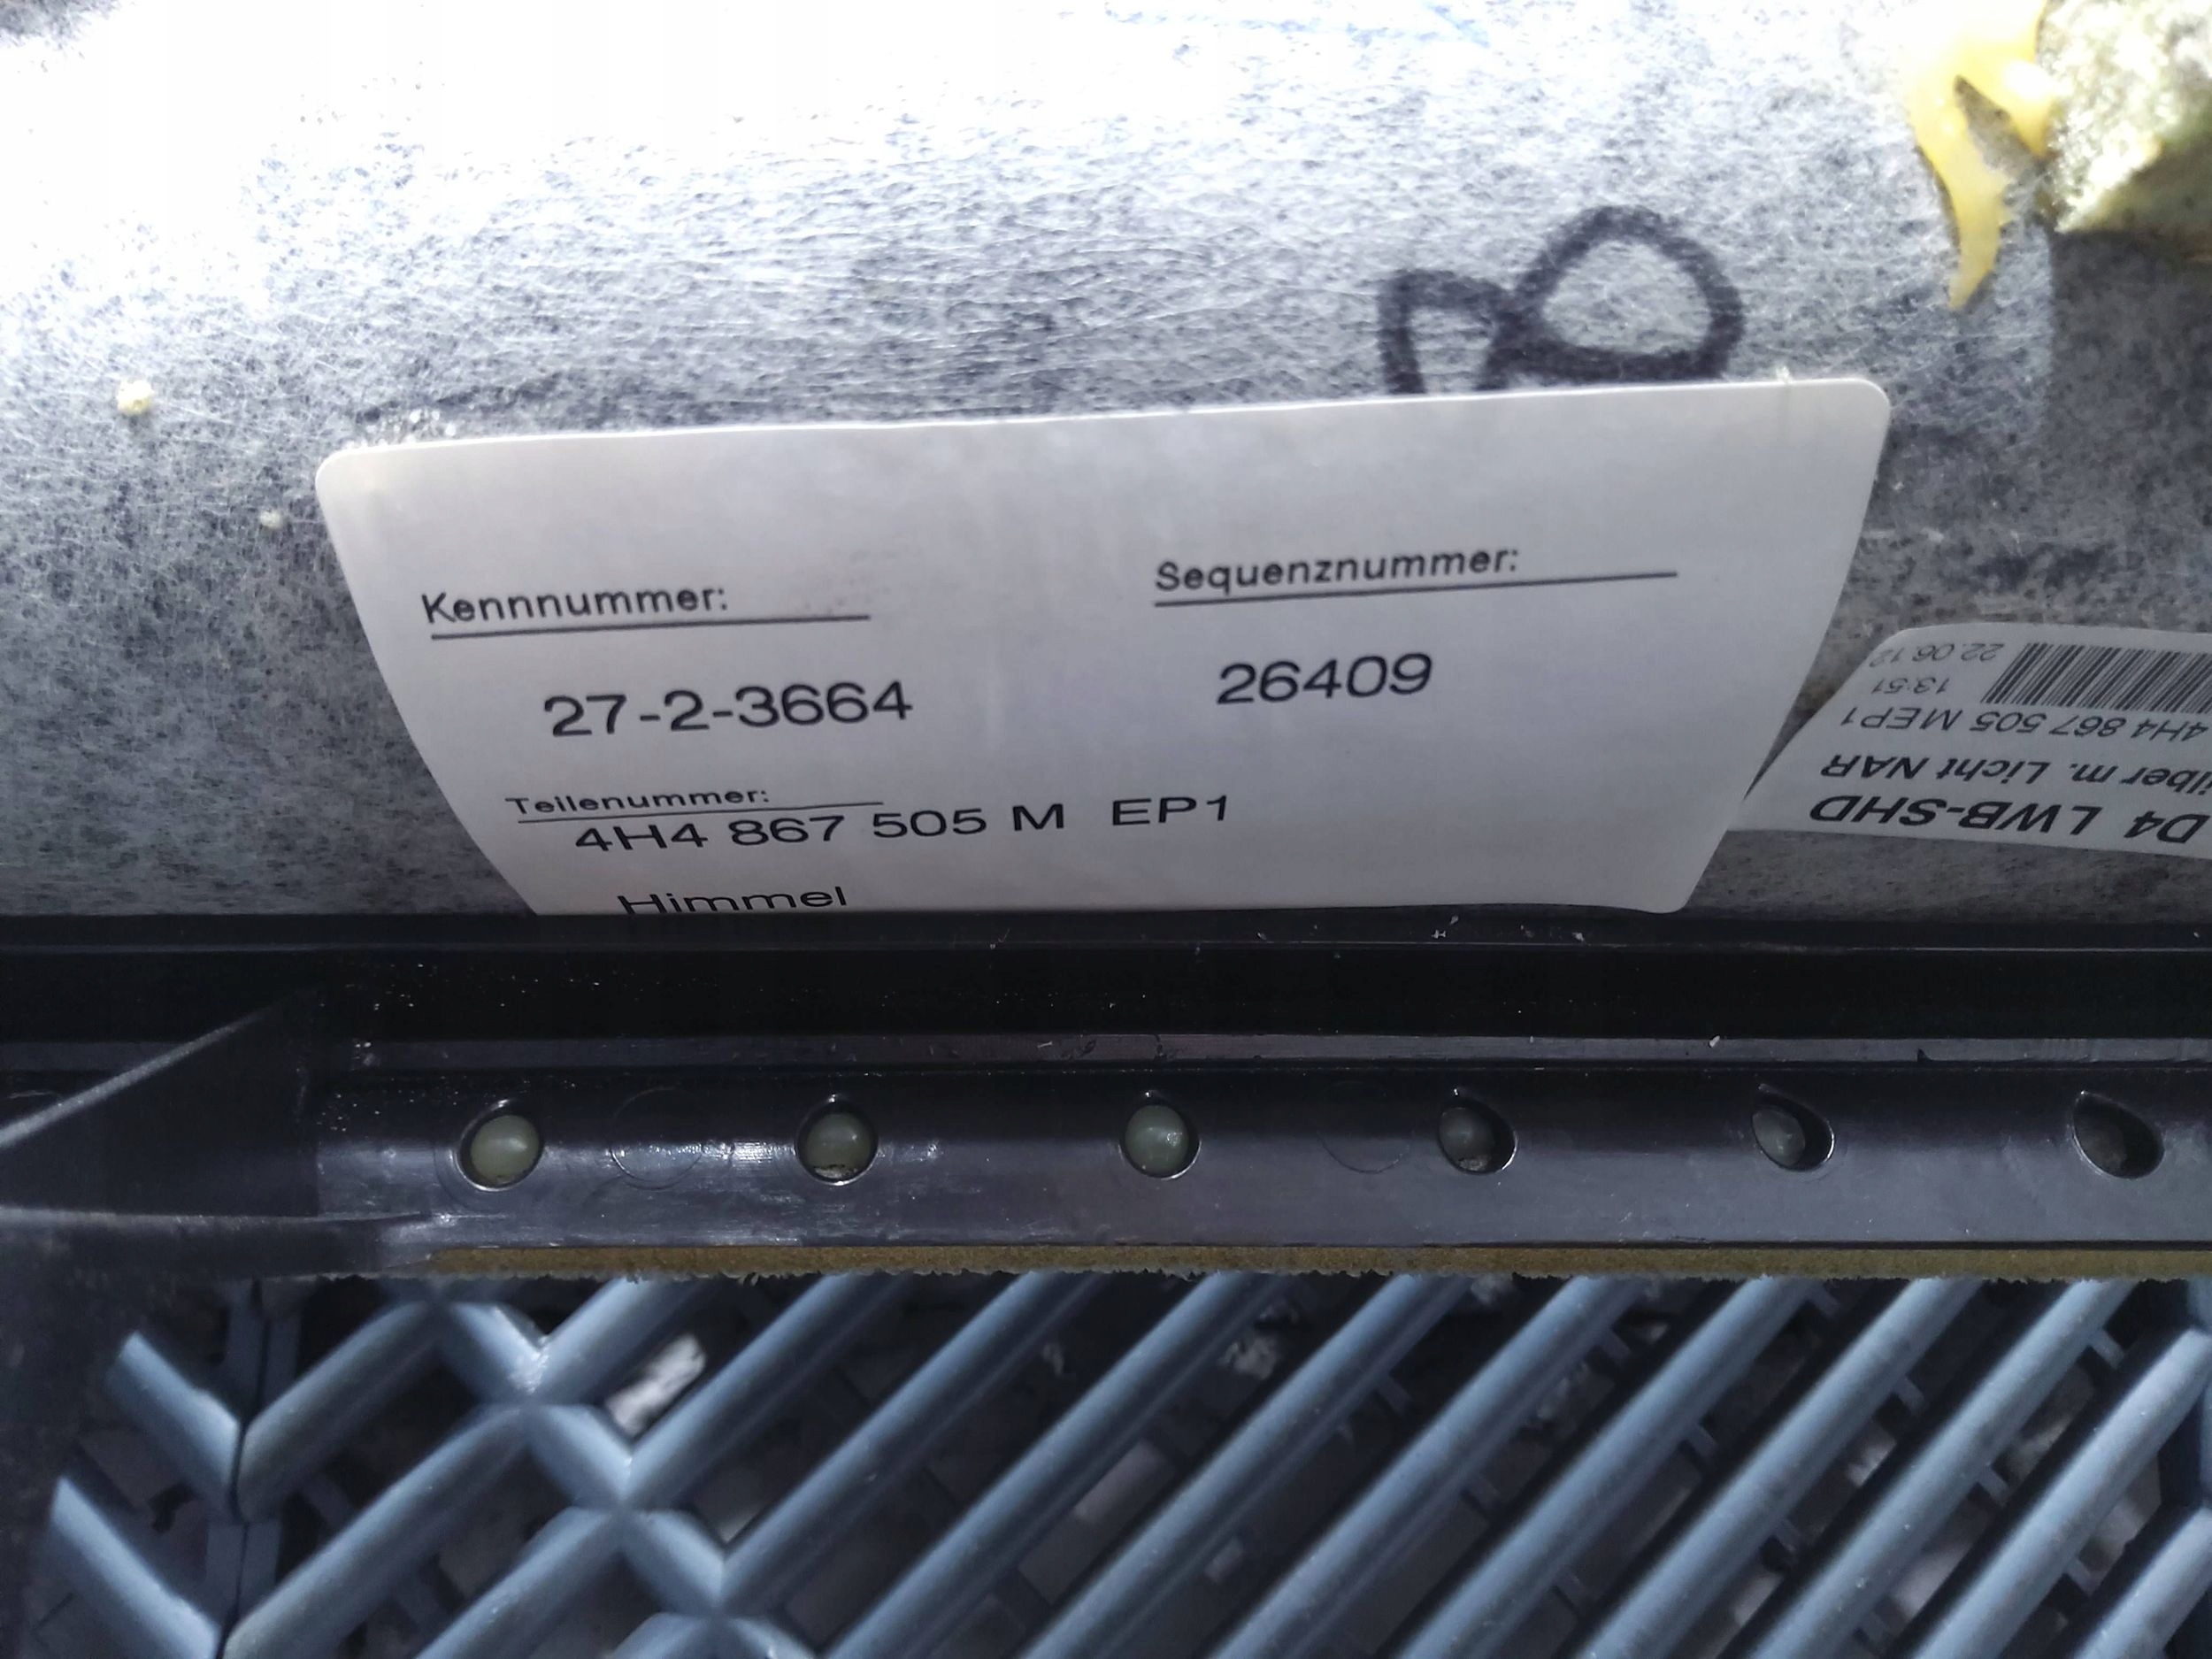 Kennnummer:
Sequenznummer:
27-2-3664
26409
Teilenummer:
4H4 867 505 M EP1
Himmel
D4 LWB-SHD
m. Licht NAR
4H4 867 505 MEP1
13:51
22.06.12